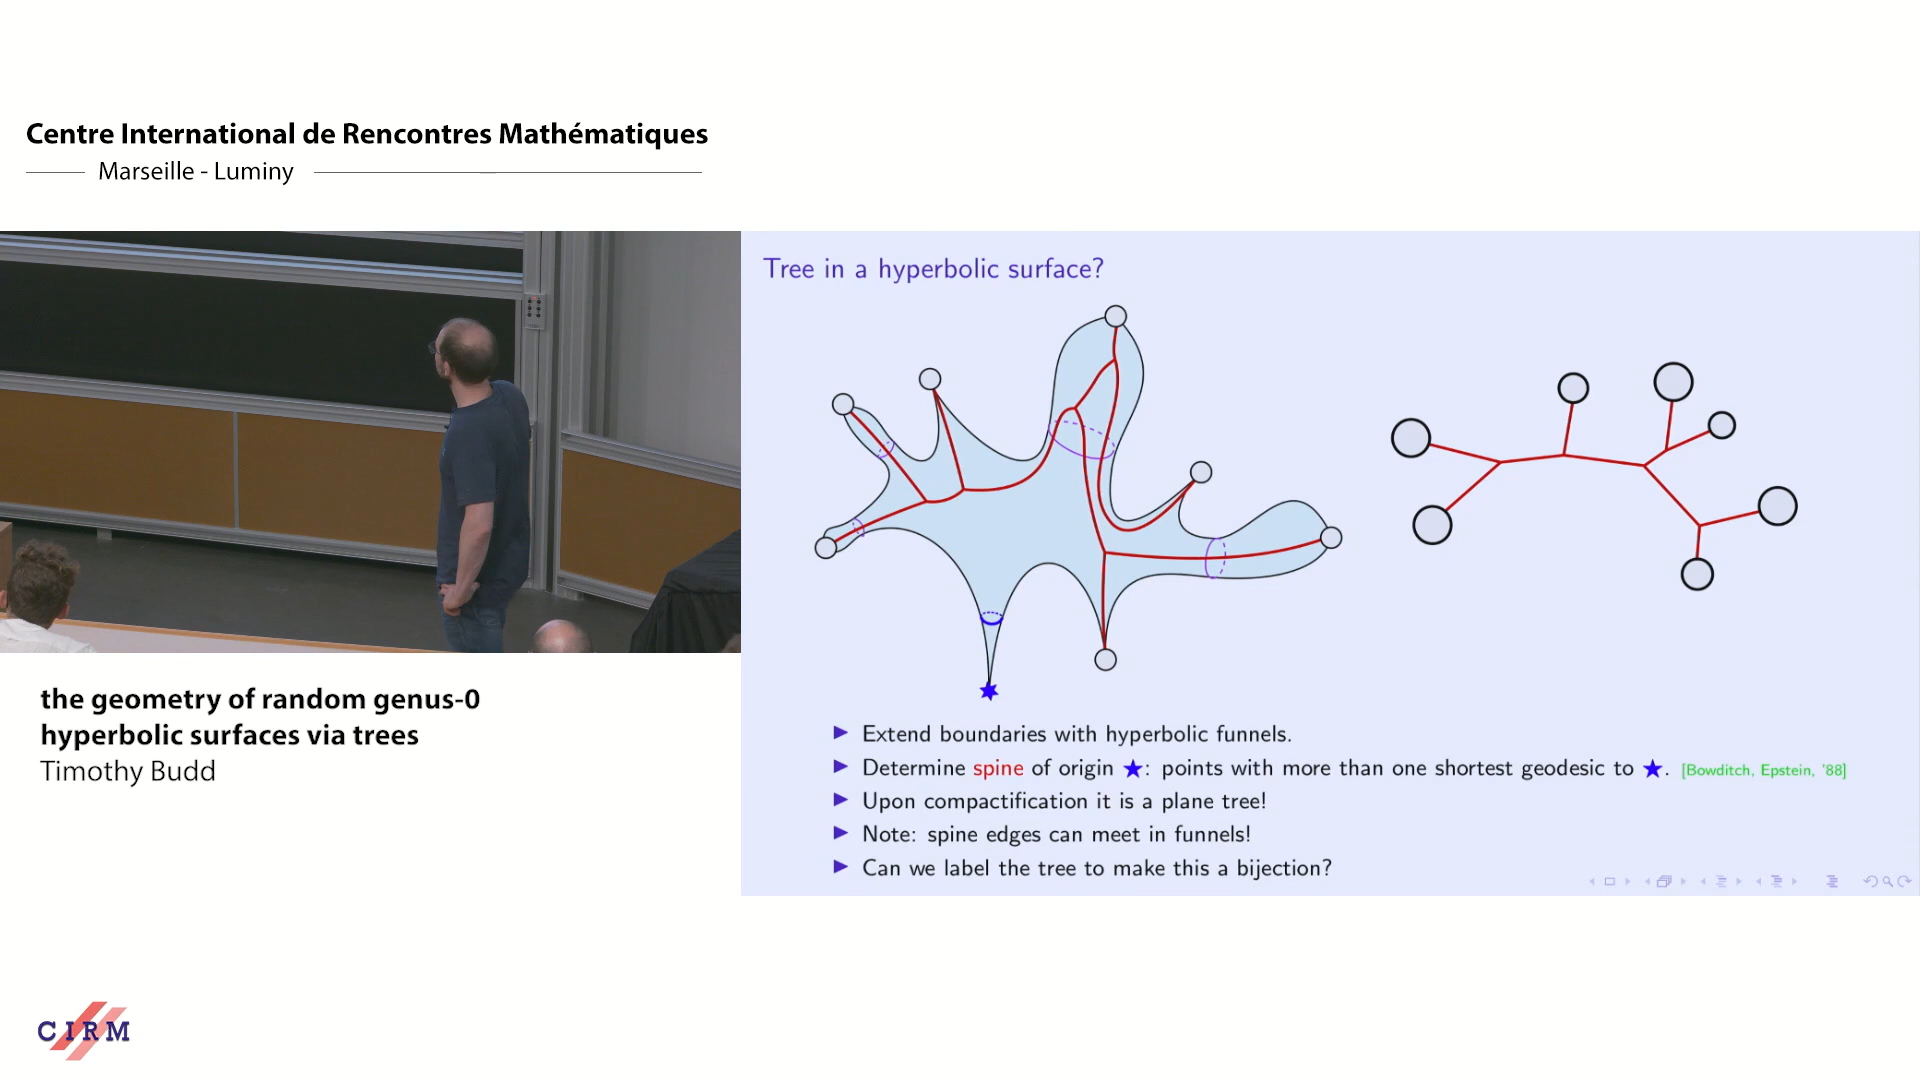 Centre International de Rencontres Mathématiques
Marseille - Luminy
Tree in a hyperbolic surface?
▶ Extend boundaries with hyperbolic funnels.
▶ Determine spine of origin ★: points with more than one shortest geodesic to ★. [Bowditch, Epstein, '88]
▶ Upon compactification it is a plane tree!
▶ Note: spine edges can meet in funnels!
▶ Can we label the tree to make this a bijection?
the geometry of random genus-0
hyperbolic surfaces via trees
Timothy Budd
CIRM